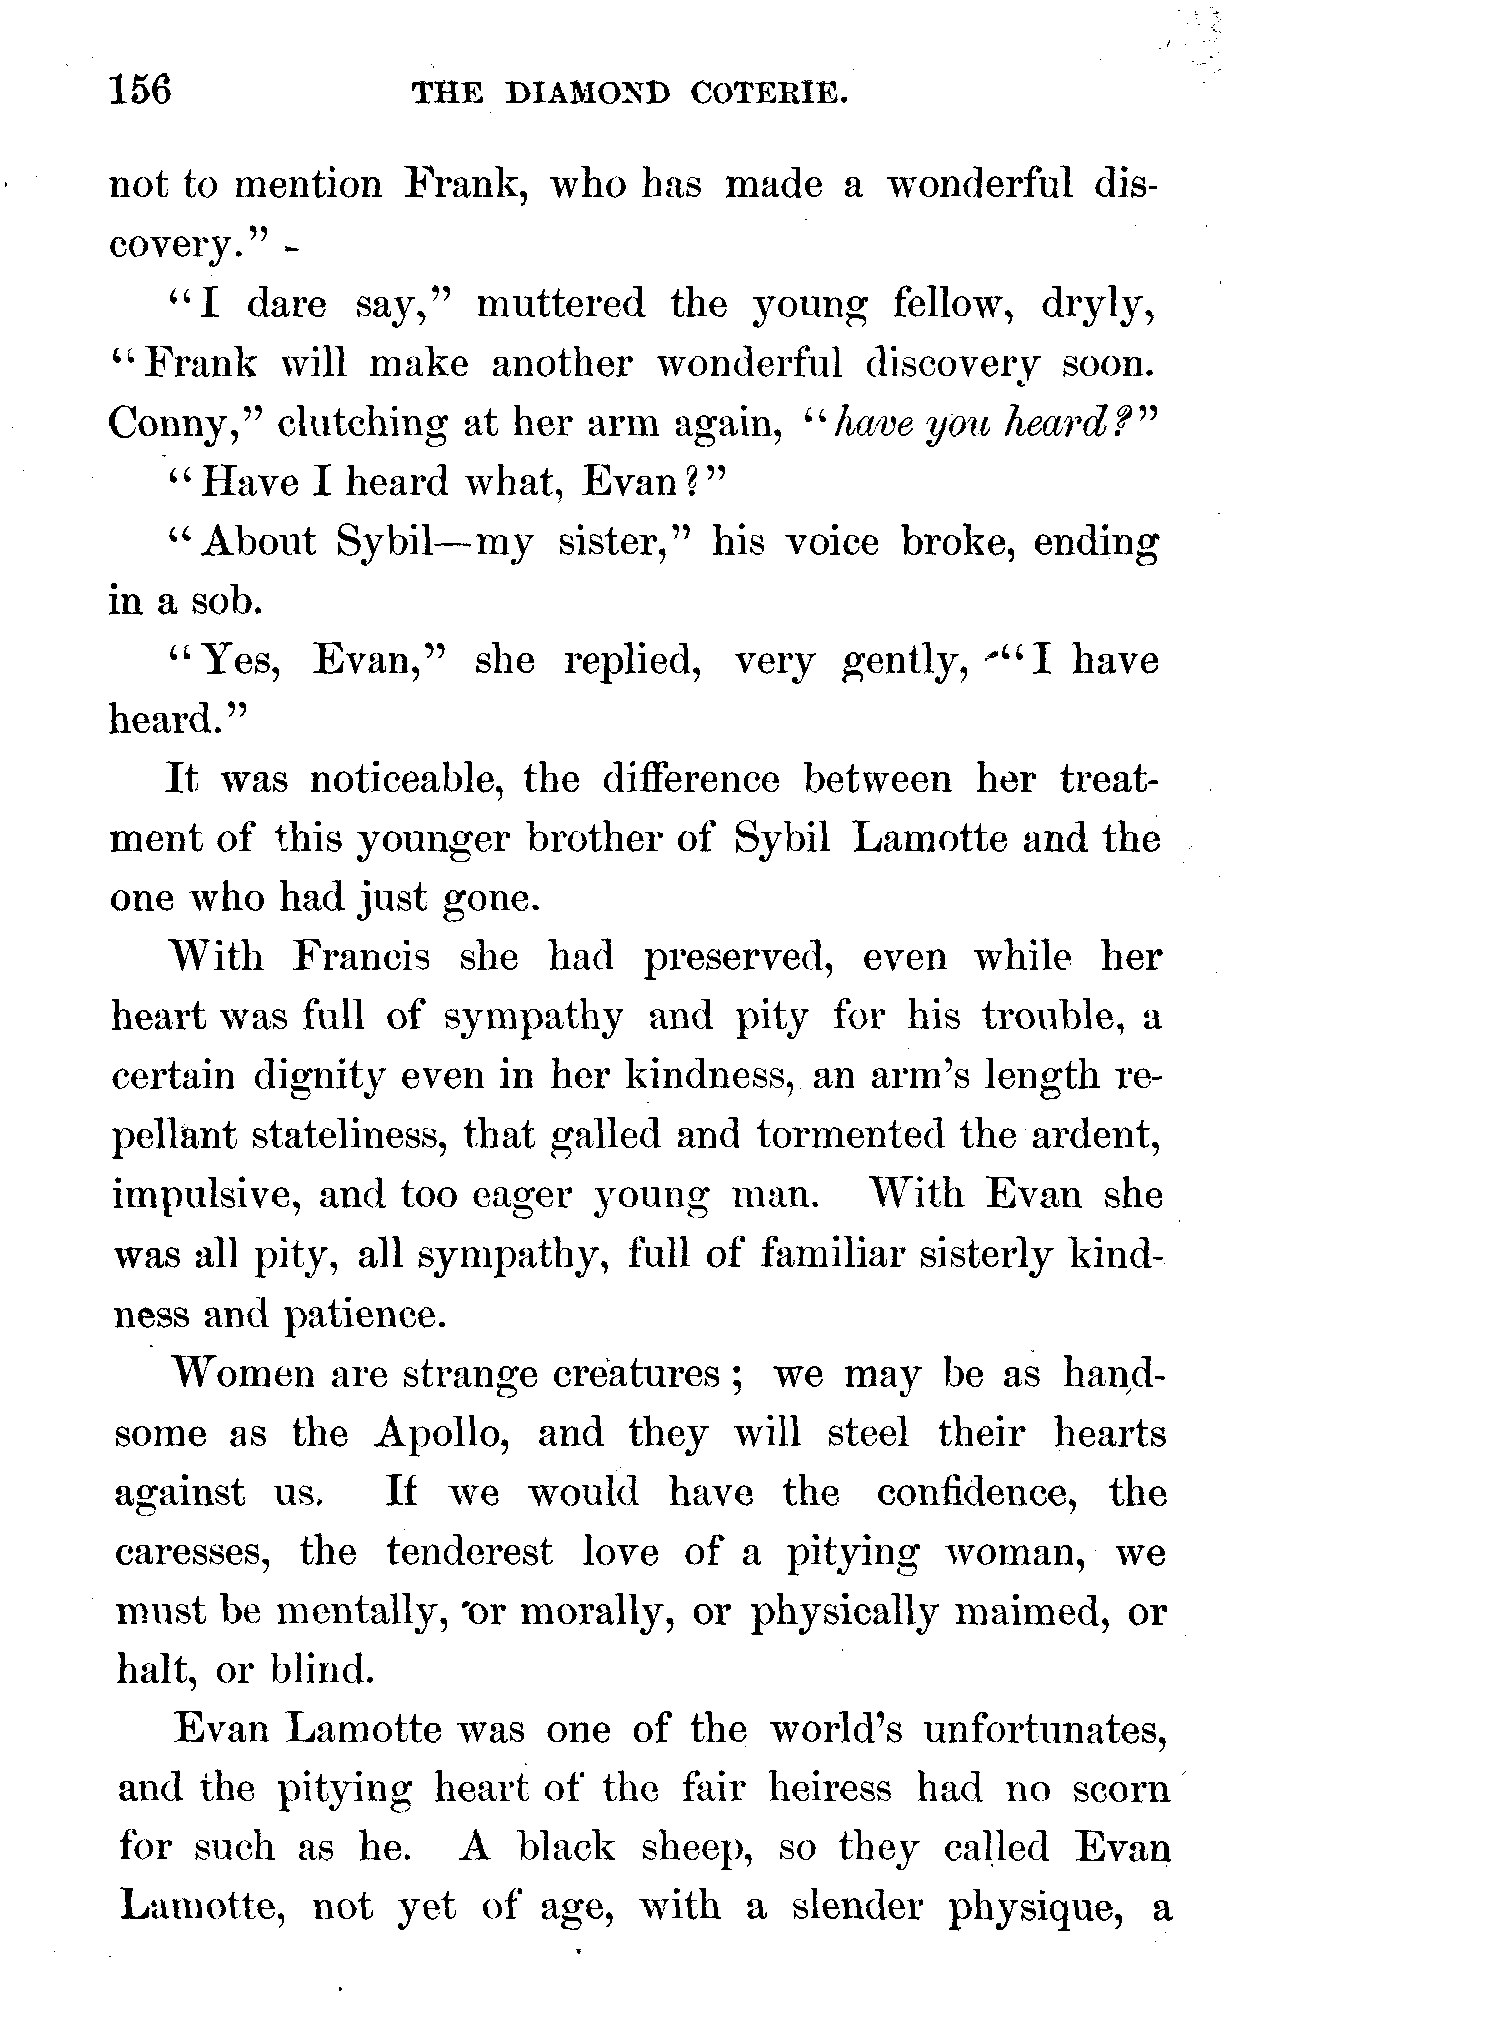 156 THE DIAMOND COTERIE.
not to mention Frank, who has made a wonderful dis-
covery."
"I dare say," muttered the young fellow, dryly,
"Frank will make another wonderful discovery soon.
Conny," clutching at her arm again, "have you heard?"
"Have I heard what, Evan?"
"About Sybil—my sister," his voice broke, ending
in a sob.
"Yes, Evan," she replied, very gently, "I have
heard."
It was noticeable, the difference between her treat-
ment of this younger brother of Sybil Lamotte and the
one who had just gone.
With Francis she had preserved, even while her
heart was full of sympathy and pity for his trouble, a
certain dignity even in her kindness, an arm's length re-
pellant stateliness, that galled and tormented the ardent,
impulsive, and too eager young man. With Evan she
was all pity, all sympathy, full of familiar sisterly kind-
ness and patience.
Women are strange creatures; we may be as hand-
some as the Apollo, and they will steel their hearts
against us. If we would have the confidence, the
caresses, the tenderest love of a pitying woman, we
must be mentally, or morally, or physically maimed, or
halt, or blind.
Evan Lamotte was one of the world's unfortunates,
and the pitying heart of the fair heiress had no scorn
for such as he. A black sheep, so they called Evan
Lamotte, not yet of age, with a slender physique, a